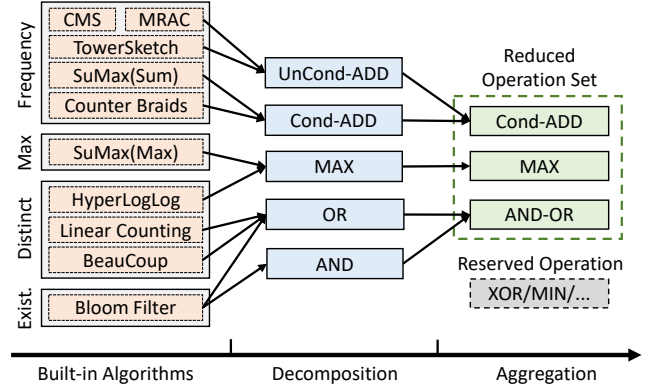 Frequency
CMS MRAC
TowerSketch
SuMax(Sum)
Counter Braids
Max
SuMax(Max)
Distinct
HyperLogLog
Linear Counting
BeauCoup
Exist.
Bloom Filter
UnCond-ADD
Cond-ADD
MAX
OR
AND
Reduced
Operation Set
Cond-ADD
MAX
AND-OR
Reserved Operation
XOR/MIN/...
Built-in Algorithms Decomposition Aggregation